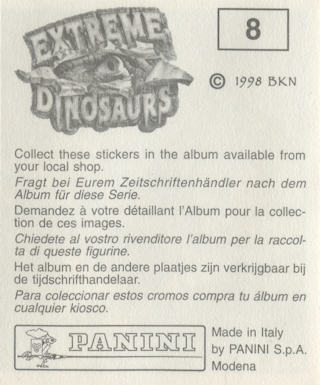 EXTREME
DINOSAURS
8
© 1998 BKN
Collect these stickers in the album available from
your local shop.
Fragt bei Eurem Zeitschriftenhändler nach dem
Album für diese Serie.
Demandez à votre détaillant l'Album pour la collec-
tion de ces images.
Chiedete al vostro rivenditore l'album per la raccol-
ta di queste figurine.
Het album en de andere plaatjes zijn verkrijgbaar bij
de tijdschrifthandelaar.
Para coleccionar estos cromos compra tu álbum en
cualquier kiosco.
PANINI
Made in Italy
by PANINI S.p.A.
Modena